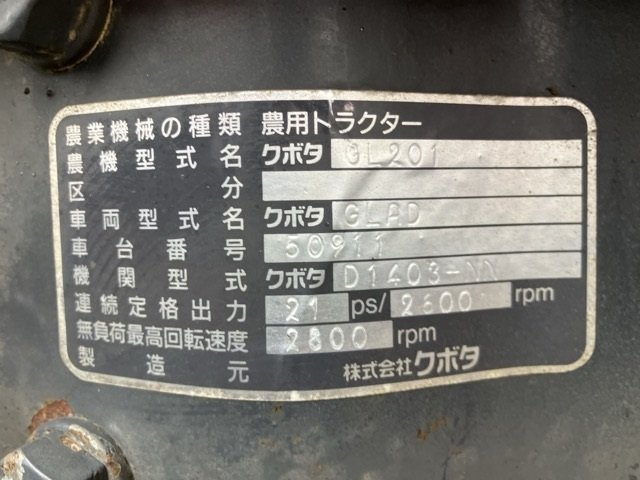 農業機械の種類 農用トラクター
農機型式名 クボタ GL201
区分
車両型式名 クボタ GLAD
車台番号 50911
機関型式 クボタ D1403-NN
連続定格出力 21 ps/2600 rpm
無負荷最高回転速度 2800 rpm
製造元 株式会社クボタ